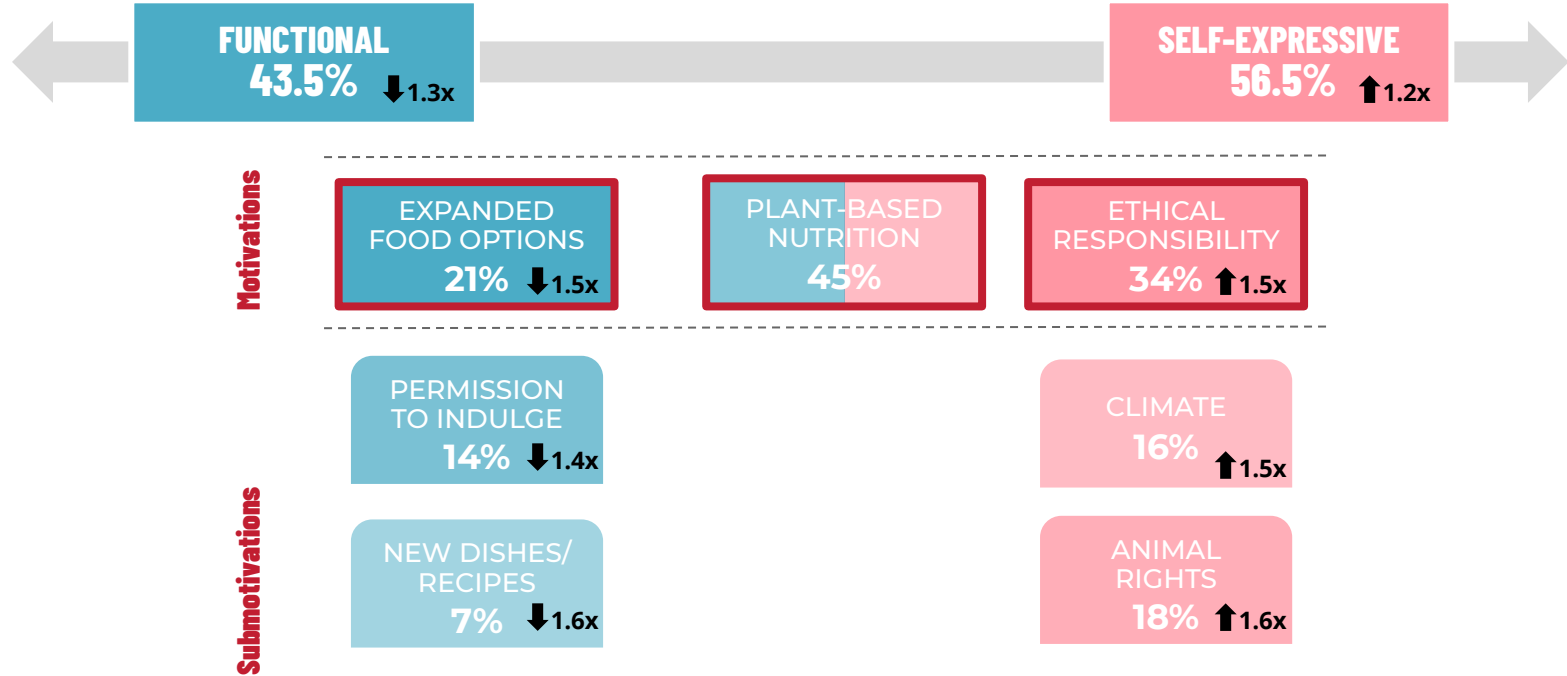 FUNCTIONAL
43.5% 1.3x
SELF-EXPRESSIVE
56.5% 1.2x
Motivations
EXPANDED
FOOD OPTIONS
21% 1.5x
PLANT-BASED
NUTRITION
45%
ETHICAL
RESPONSIBILITY
34% 1.5x
Submotivations
PERMISSION
TO INDULGE
14% 1.4x
CLIMATE
16%
1.5x
NEW DISHES/
RECIPES
7% 1.6x
ANIMAL
RIGHTS
18% 1.6x